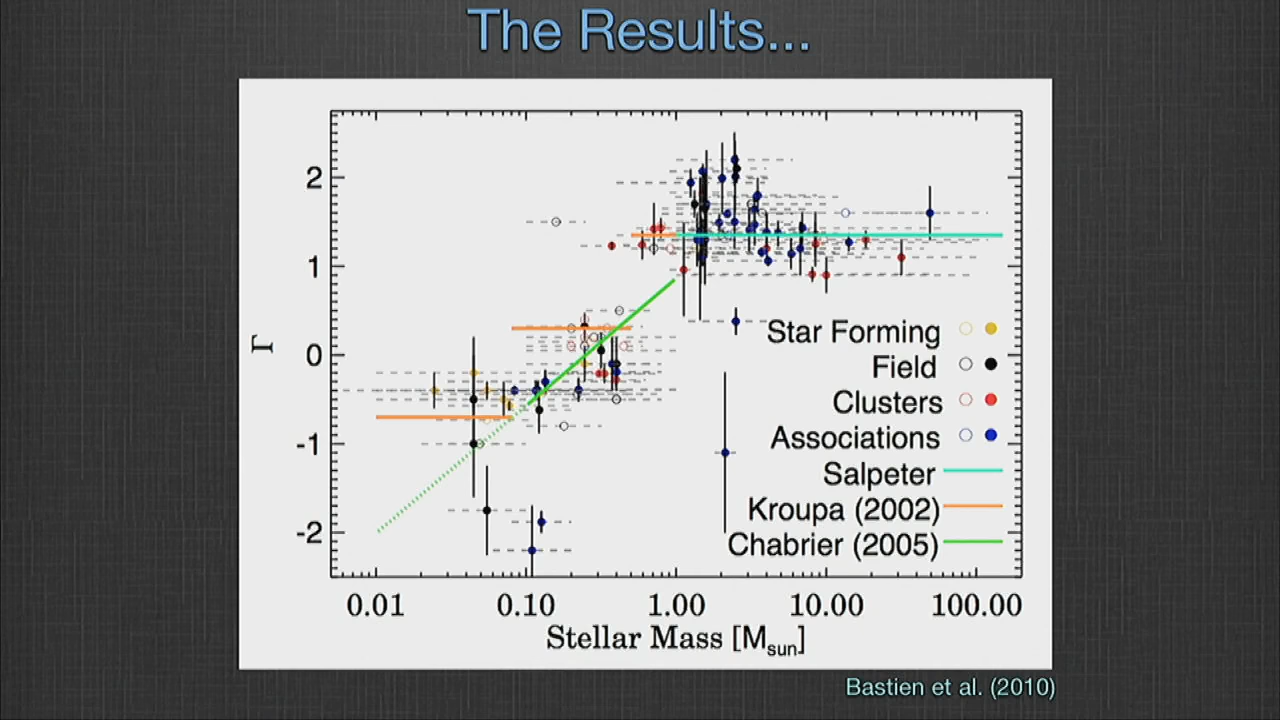 The Results...
2
1
0
-1
-2
Γ
Star Forming
Field
Clusters
Associations
Salpeter
Kroupa (2002)
Chabrier (2005)
0.01 0.10 1.00 10.00 100.00
Stellar Mass [Msun]
Bastien et al. (2010)